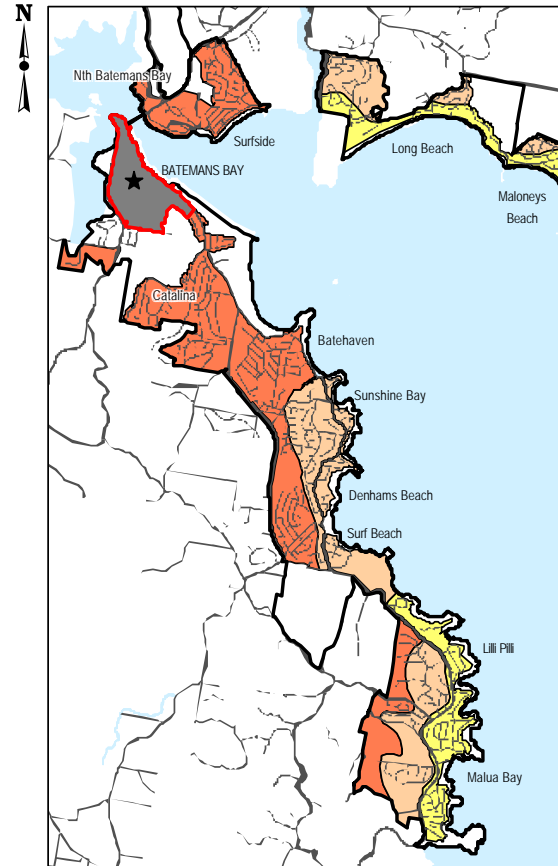 N
Nth Batemans Bay
Surfside
Long Beach
BATEMANS BAY
Maloneys
Beach
Catalina
Batehaven
Sunshine Bay
Denhams Beach
Surf Beach
Lilli Pilli
Malua Bay